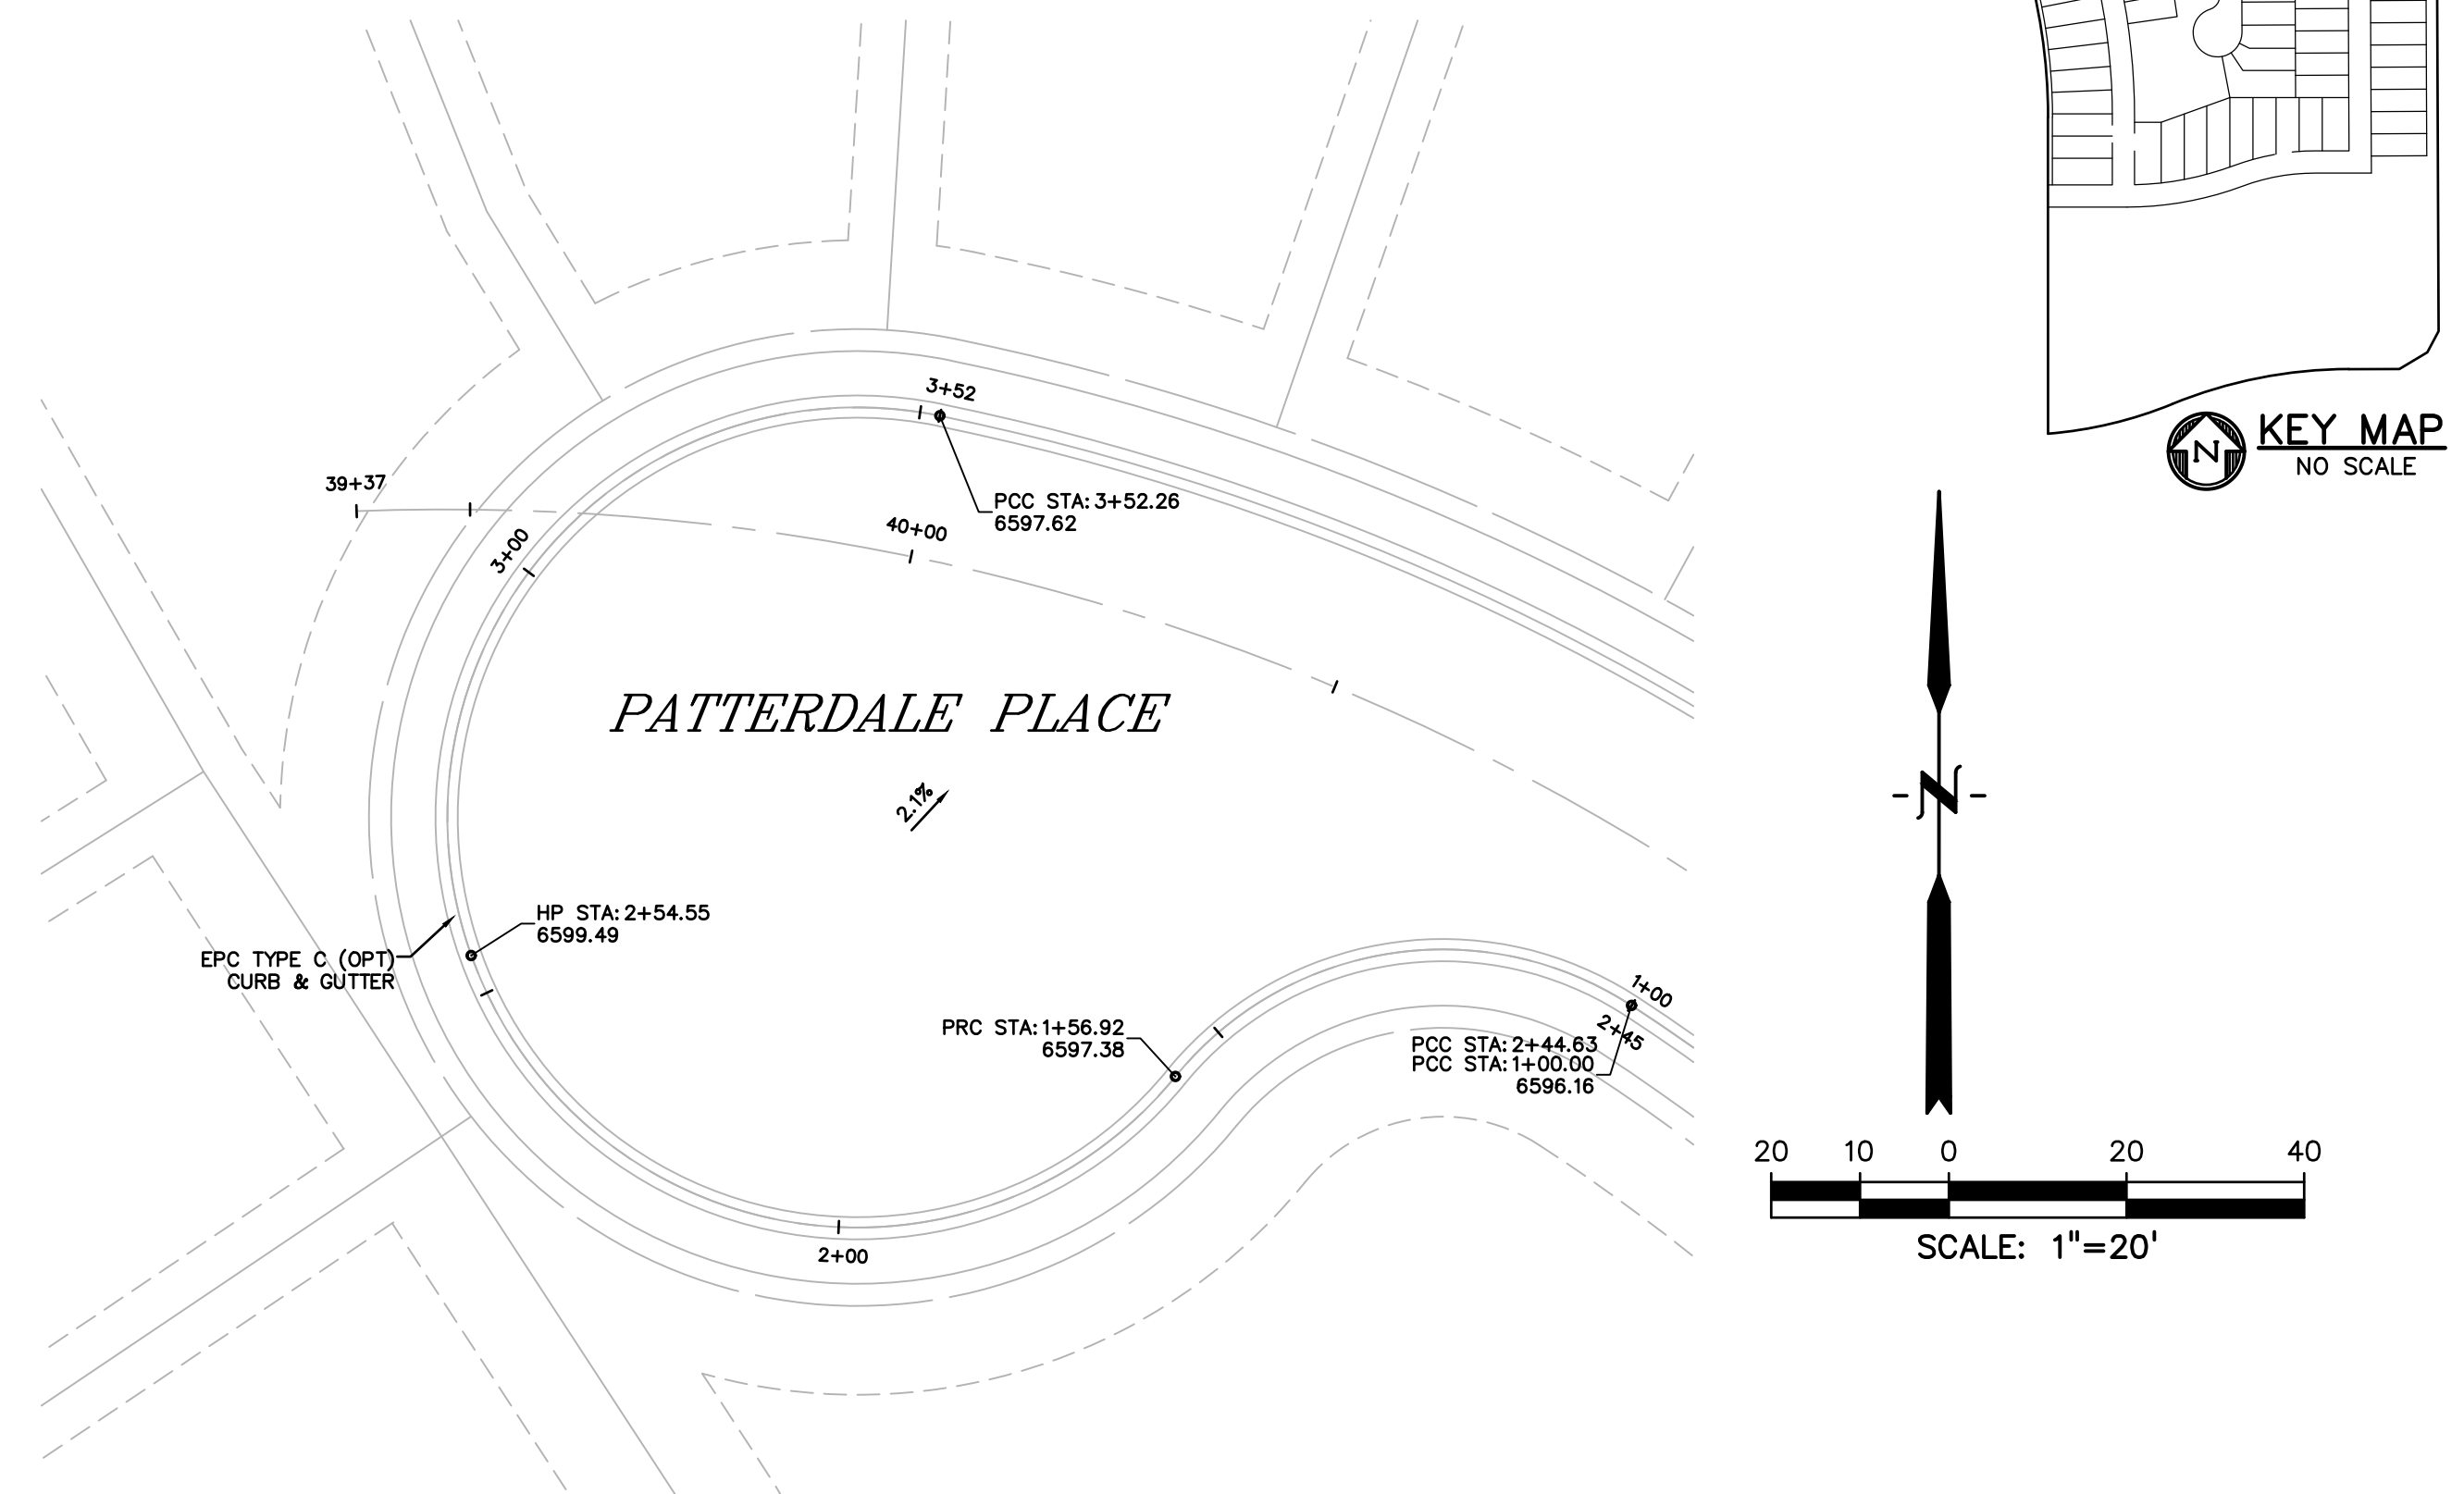 KEY MAP
NO SCALE
N
3+52
PCC STA: 3+52.26
6597.62
39+37
40+00
3+00
PATTERDALE PLACE
2.1%
N
HP STA: 2+54.55
6599.49
EPC TYPE C (OPT)
CURB & GUTTER
1+00
2+45
PRC STA: 1+56.92
6597.38
PCC STA: 2+44.63
PCC STA: 1+00.00
6596.16
2+00
20 10 0 20 40
SCALE: 1"=20'